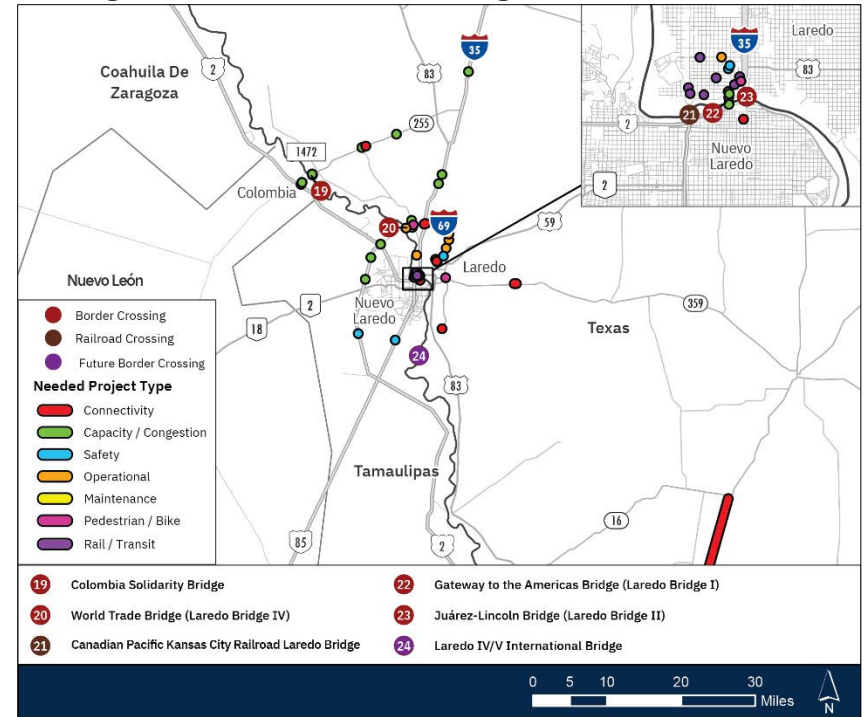 Coahuila De
Zaragoza
2
35
83
255
1472
Colombia
19
20
69
59
Laredo
Nuevo León
2
Nuevo
Laredo
18
359
Texas
24
83
Tamaulipas
16
85
2
Laredo
35
83
23
22
21
2
Nuevo
Laredo
2
Border Crossing
Railroad Crossing
Future Border Crossing
Needed Project Type
Connectivity
Capacity / Congestion
Safety
Operational
Maintenance
Pedestrian / Bike
Rail / Transit
19 Colombia Solidarity Bridge
20 World Trade Bridge (Laredo Bridge IV)
21 Canadian Pacific Kansas City Railroad Laredo Bridge
22 Gateway to the Americas Bridge (Laredo Bridge I)
23 Juárez-Lincoln Bridge (Laredo Bridge II)
24 Laredo IV/V International Bridge
0 5 10 20 30
Miles
N